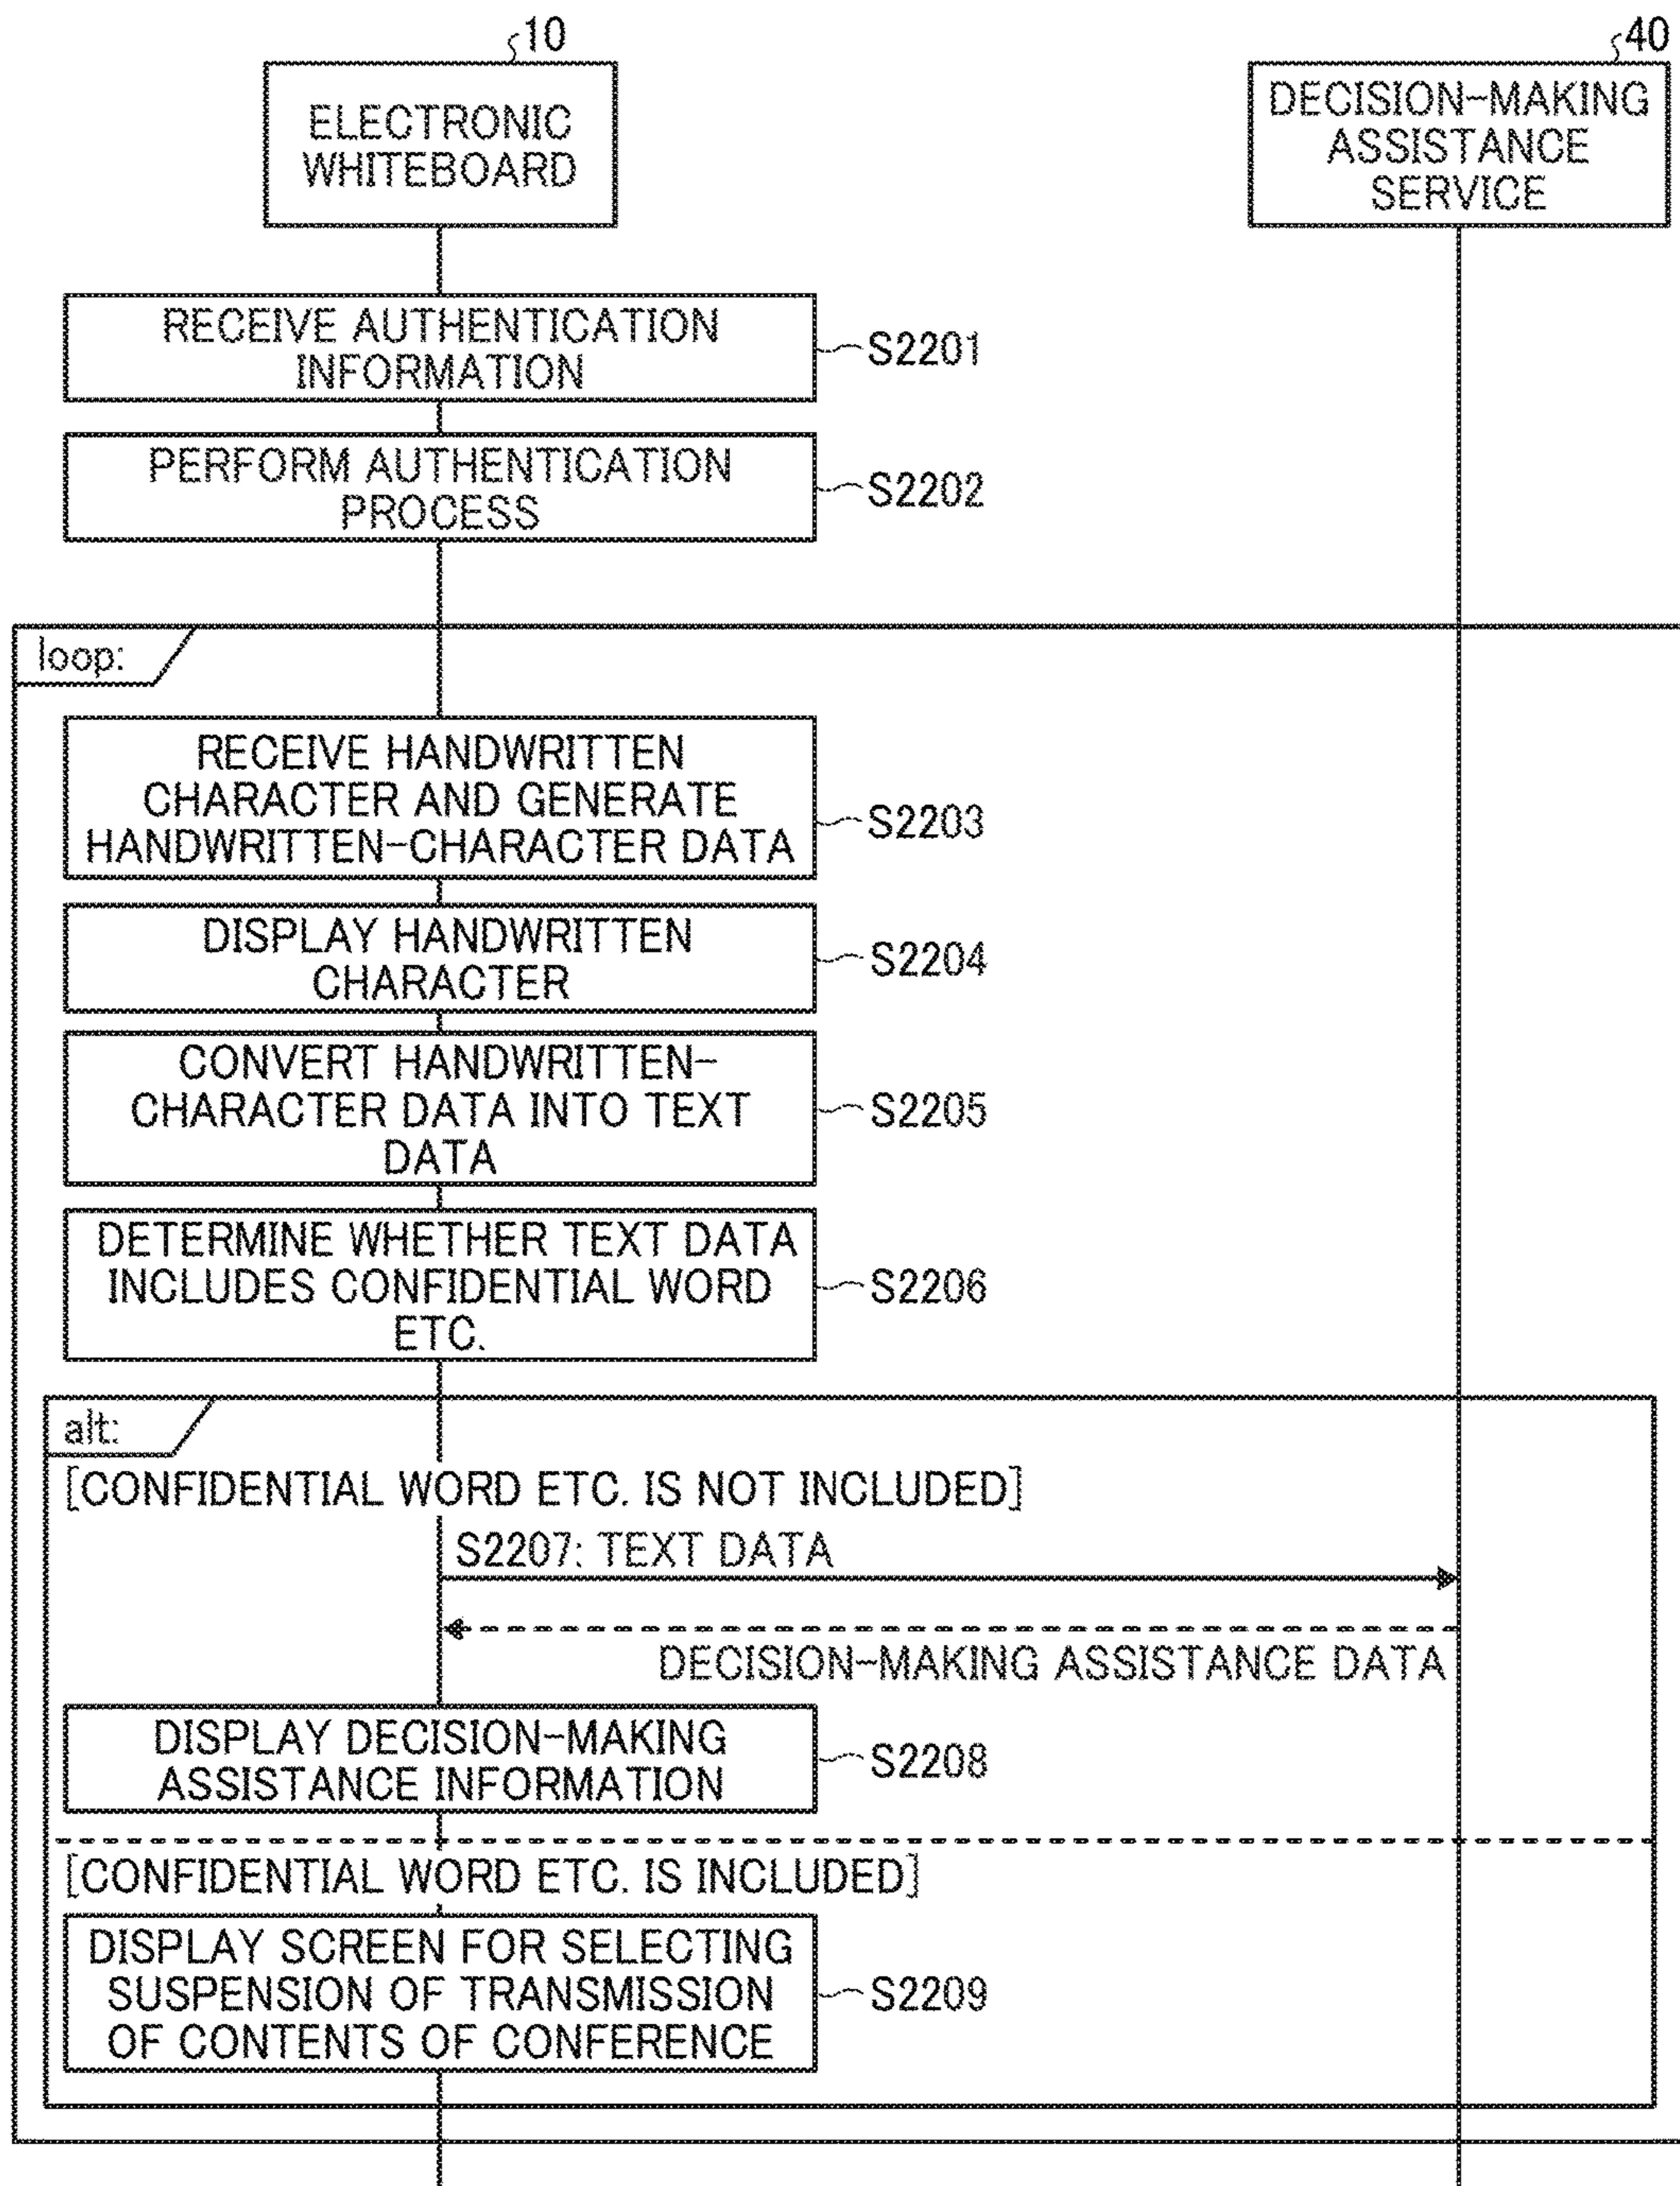 10
ELECTRONIC
WHITEBOARD
40
DECISION-MAKING
ASSISTANCE
SERVICE
RECEIVE AUTHENTICATION
INFORMATION
S2201
PERFORM AUTHENTICATION
PROCESS
S2202
loop:
RECEIVE HANDWRITTEN
CHARACTER AND GENERATE
HANDWRITTEN-CHARACTER DATA
S2203
DISPLAY HANDWRITTEN
CHARACTER
S2204
CONVERT HANDWRITTEN-
CHARACTER DATA INTO TEXT
DATA
S2205
DETERMINE WHETHER TEXT DATA
INCLUDES CONFIDENTIAL WORD
ETC.
S2206
alt:
[CONFIDENTIAL WORD ETC. IS NOT INCLUDED]
S2207: TEXT DATA
DECISION-MAKING ASSISTANCE DATA
DISPLAY DECISION-MAKING
ASSISTANCE INFORMATION
S2208
[CONFIDENTIAL WORD ETC. IS INCLUDED]
DISPLAY SCREEN FOR SELECTING
SUSPENSION OF TRANSMISSION
OF CONTENTS OF CONFERENCE
S2209